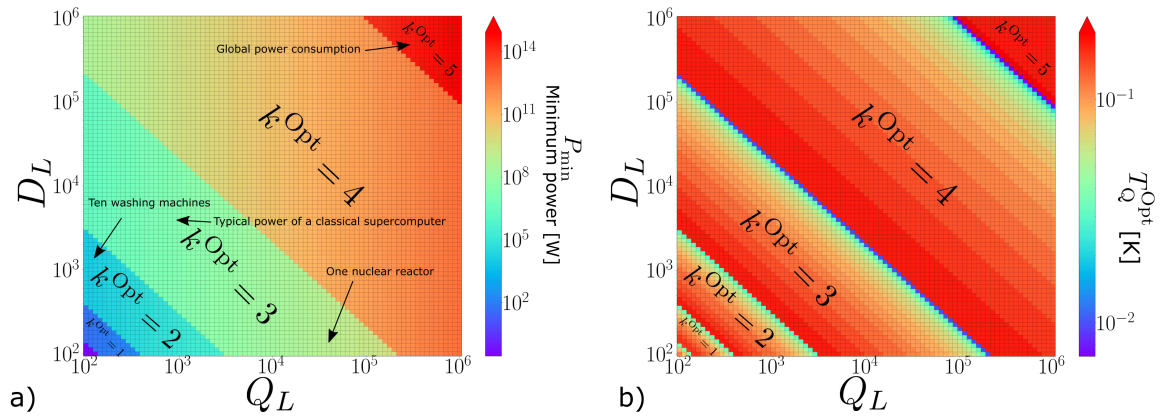 10^6
10^5
10^4
10^3
10^2
D_L
10^2
10^3
10^4
10^5
10^6
Q_L
a)
Global power consumption
k^Opt = 5
k^Opt = 4
Ten washing machines
Typical power of a classical supercomputer
k^Opt = 3
One nuclear reactor
k^Opt = 2
k^Opt = 1
10^14
10^11
10^8
10^5
10^2
P_min
Minimum power [W]
10^6
10^5
10^4
10^3
10^2
D_L
10^2
10^3
10^4
10^5
10^6
Q_L
b)
k^Opt = 5
k^Opt = 4
k^Opt = 3
k^Opt = 2
k^Opt = 1
10^-1
10^-2
T_Q^Opt [K]